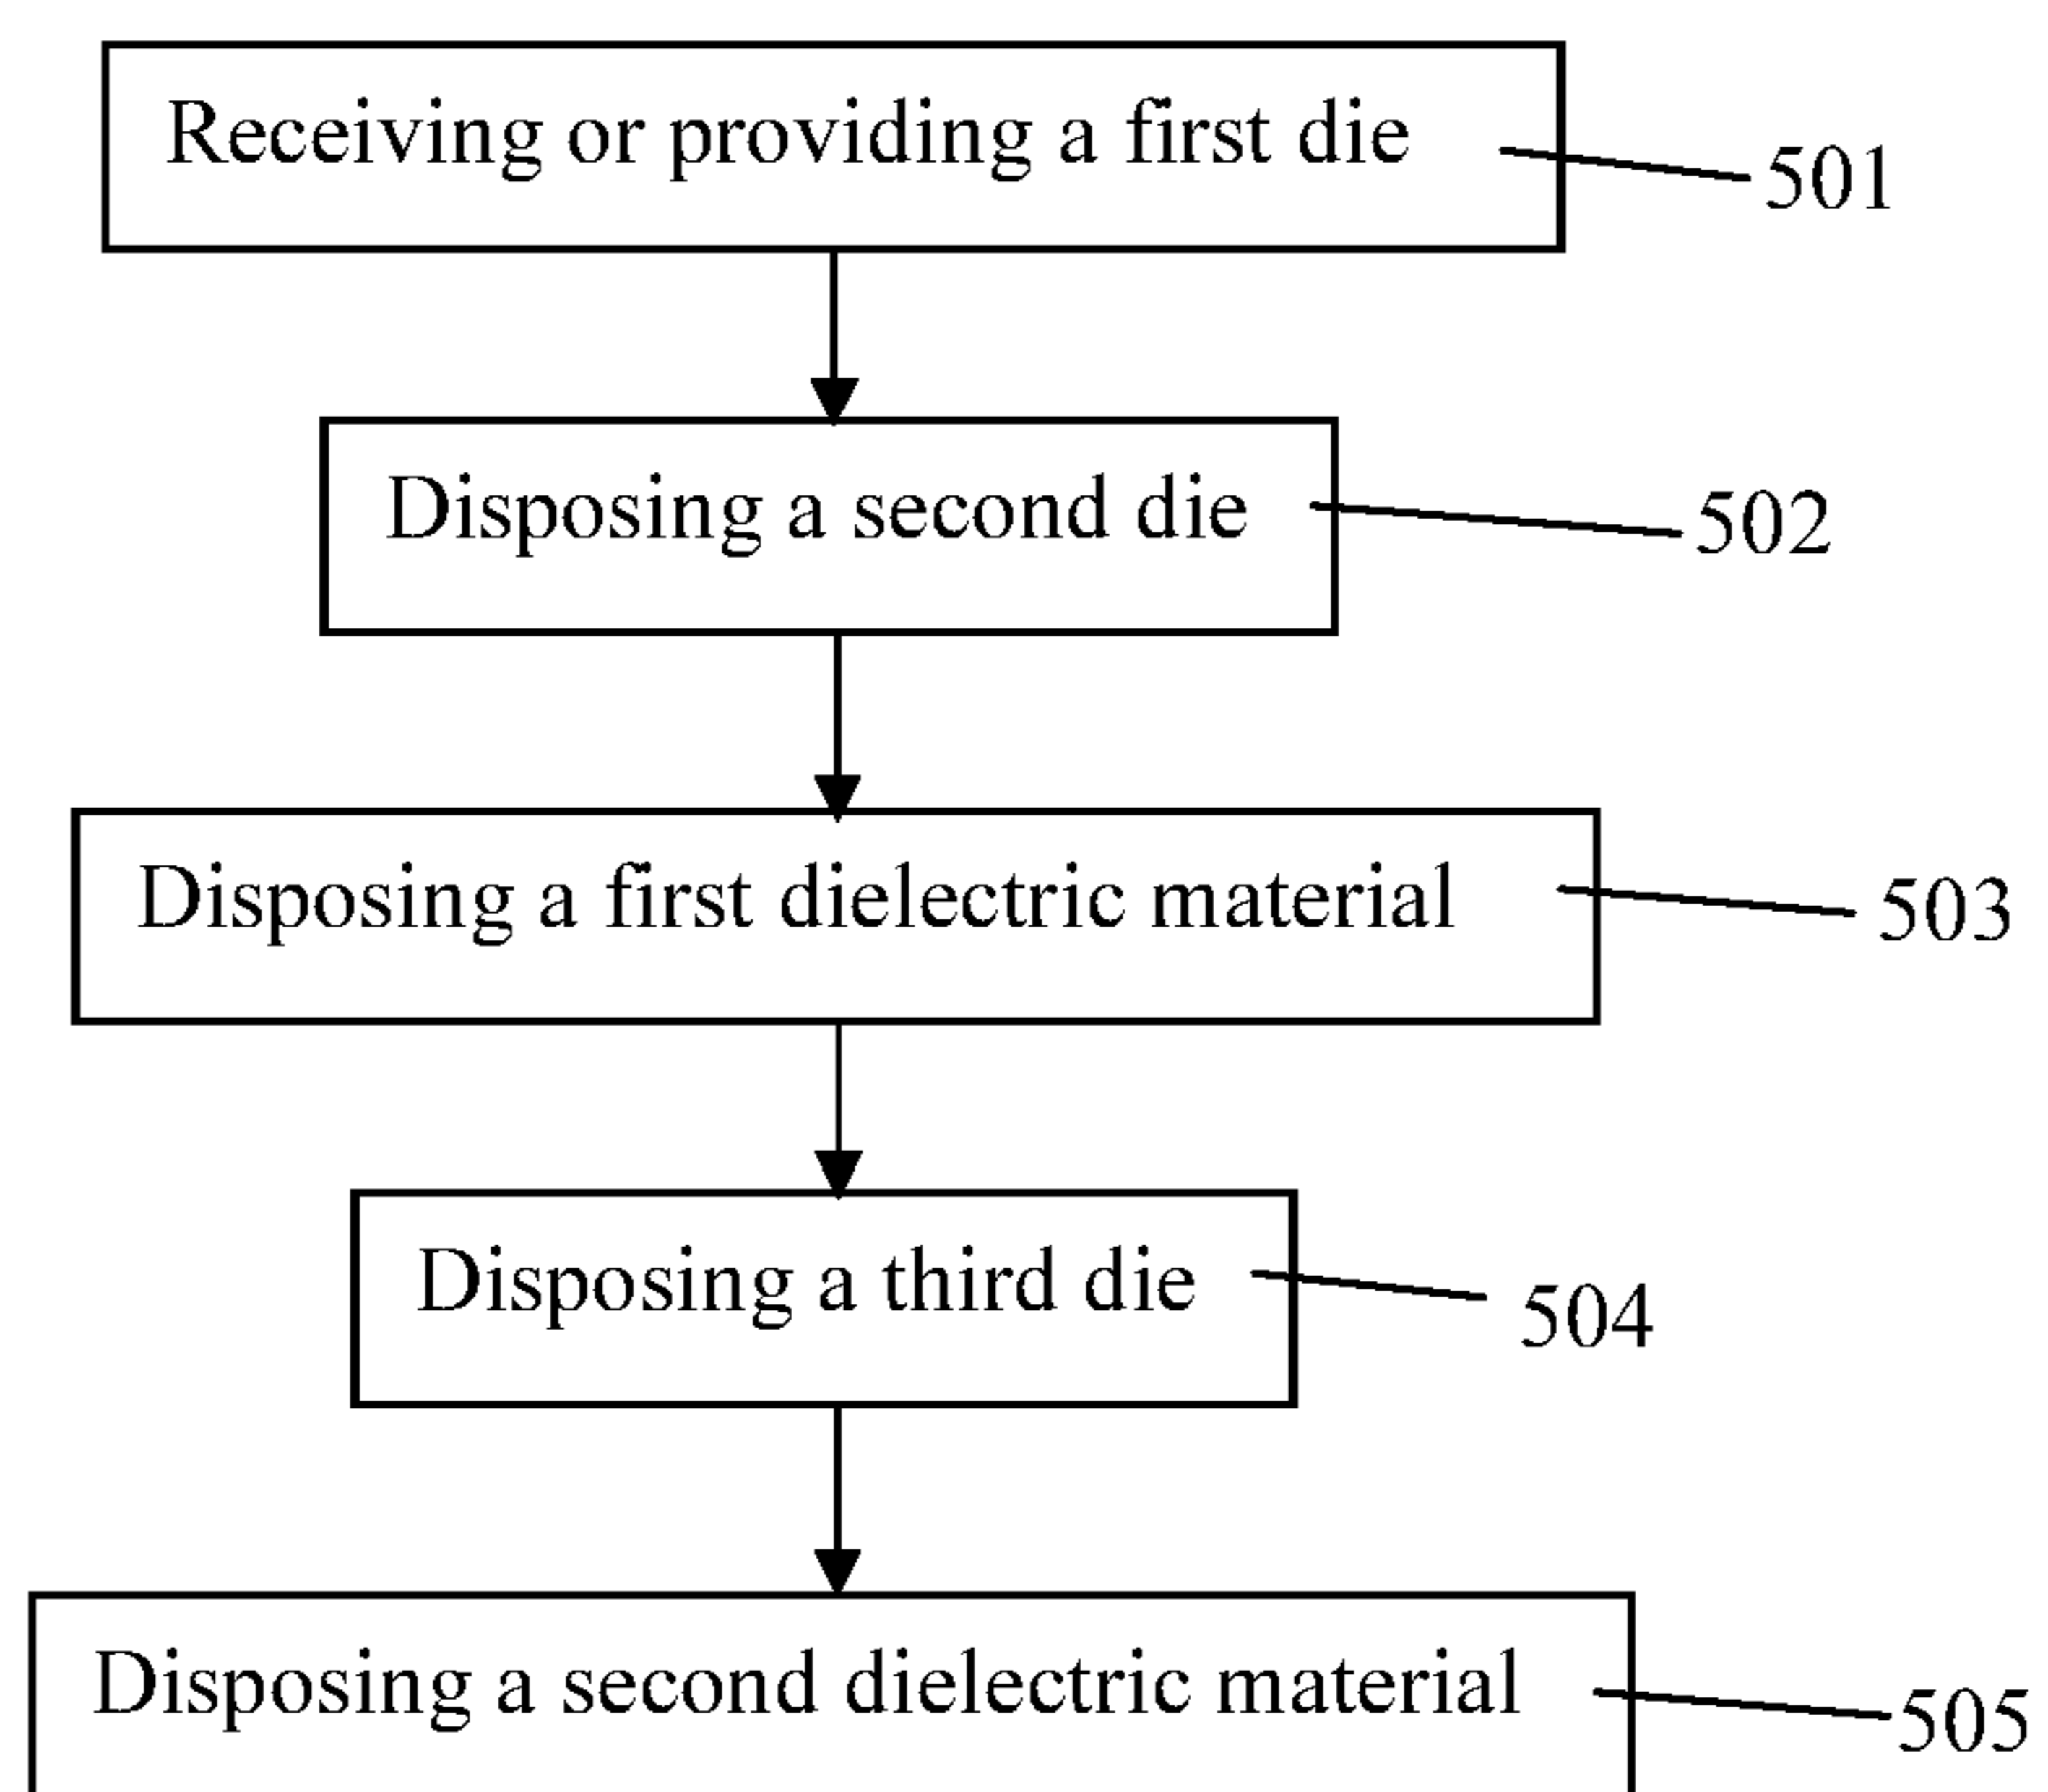 Receiving or providing a first die
501
Disposing a second die
502
Disposing a first dielectric material
503
Disposing a third die
504
Disposing a second dielectric material
505